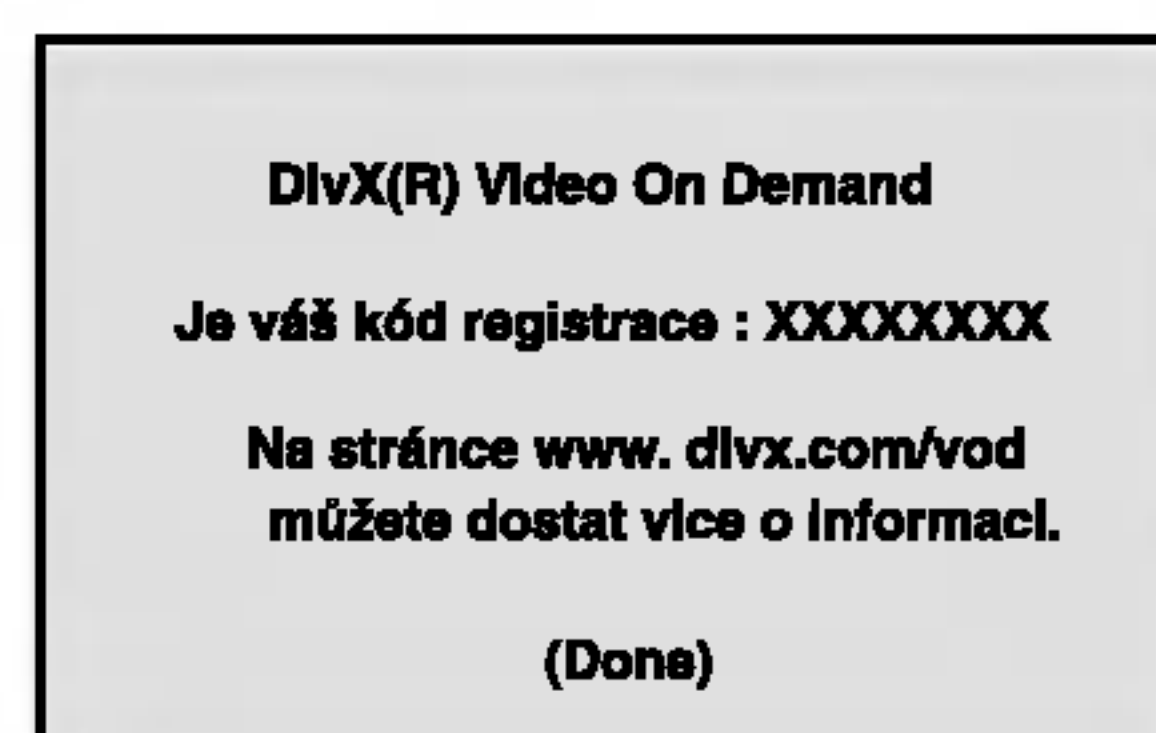 DivX(R) Video On Demand
Je váš kód registrace : XXXXXXXX
Na stránce www. divx.com/vod
můžete dostat vice o informaci.
(Done)